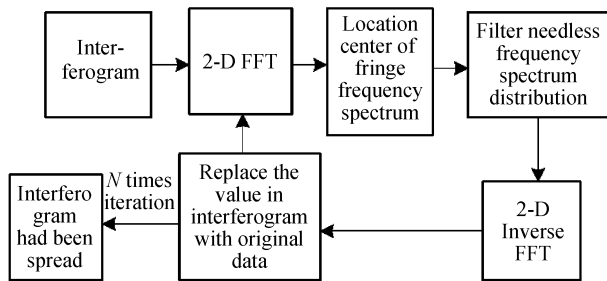 Inter-
ferogram
2-D FFT
Location
center of
fringe
frequency
spectrum
Filter needless
frequency
spectrum
distribution
Interfero
gram
had been
spread
N times
iteration
Replace the
value in
interferogram
with original
data
2-D
Inverse
FFT